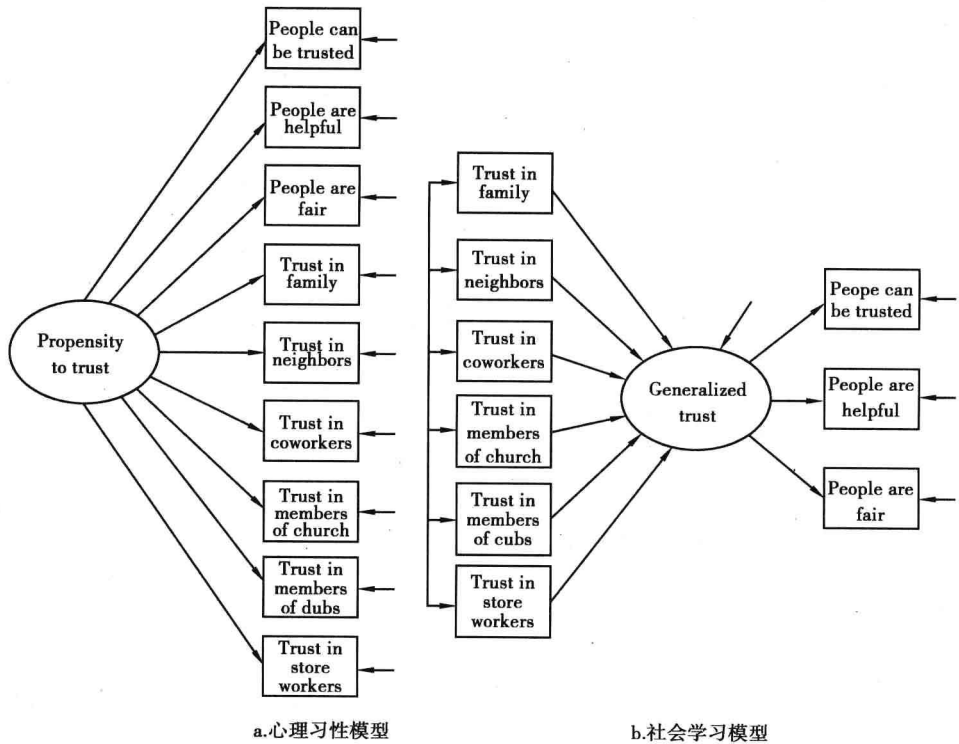 People can
be trusted
People are
helpful
People are
fair
Trust in
family
Trust in
neighbors
Trust in
coworkers
Trust in
members
of church
Trust in
members
of dubs
Trust in
store
workers
Propensity
to trust
a.心理习性模型
Trust in
family
Trust in
neighbors
Trust in
coworkers
Trust in
members
of church
Trust in
members
of cubs
Trust in
store
workers
Generalized
trust
Peope can
be trusted
People are
helpful
People are
fair
b.社会学习模型